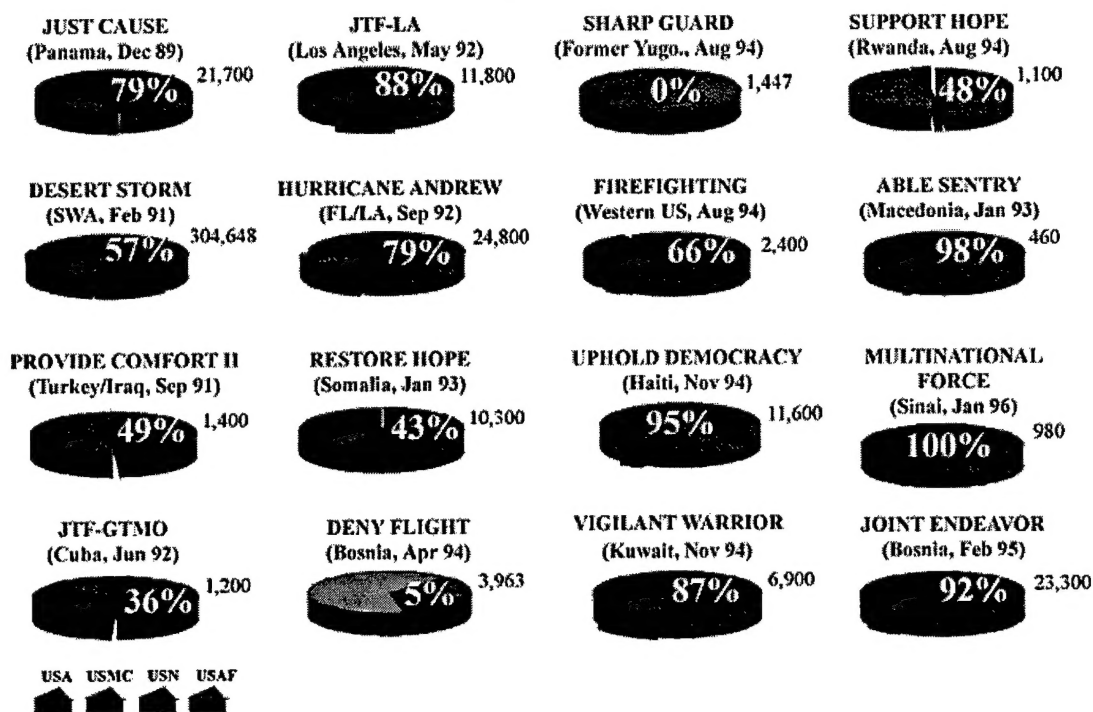 JUST CAUSE
(Panama, Dec 89)
79%
21,700
JTF-LA
(Los Angeles, May 92)
88%
11,800
SHARP GUARD
(Former Yugo., Aug 94)
0%
1,447
SUPPORT HOPE
(Rwanda, Aug 94)
48%
1,100
DESERT STORM
(SWA, Feb 91)
57%
304,648
HURRICANE ANDREW
(FL/LA, Sep 92)
79%
24,800
FIREFIGHTING
(Western US, Aug 94)
66%
2,400
ABLE SENTRY
(Macedonia, Jan 93)
98%
460
PROVIDE COMFORT II
(Turkey/Iraq, Sep 91)
49%
1,400
RESTORE HOPE
(Somalia, Jan 93)
43%
10,300
UPHOLD DEMOCRACY
(Haiti, Nov 94)
95%
11,600
MULTINATIONAL
FORCE
(Sinai, Jan 96)
100%
980
JTF-GTMO
(Cuba, Jun 92)
36%
1,200
DENY FLIGHT
(Bosnia, Apr 94)
5%
3,963
VIGILANT WARRIOR
(Kuwait, Nov 94)
87%
6,900
JOINT ENDEAVOR
(Bosnia, Feb 95)
92%
23,300
USA USMC USN USAF